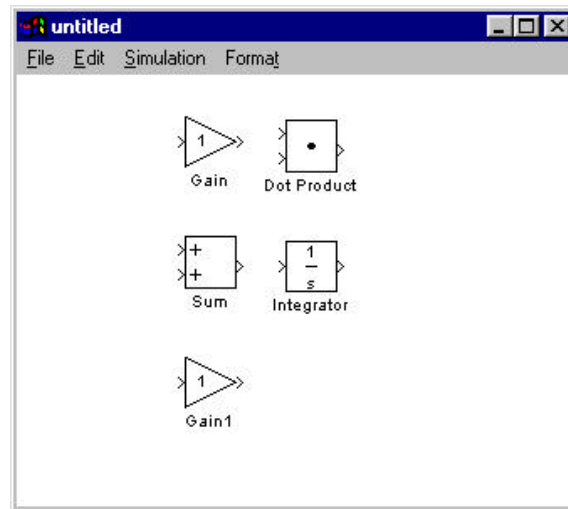 untitled
File Edit Simulation Format
1
Gain
Dot Product
+
+
Sum
1
s
Integrator
1
Gain1